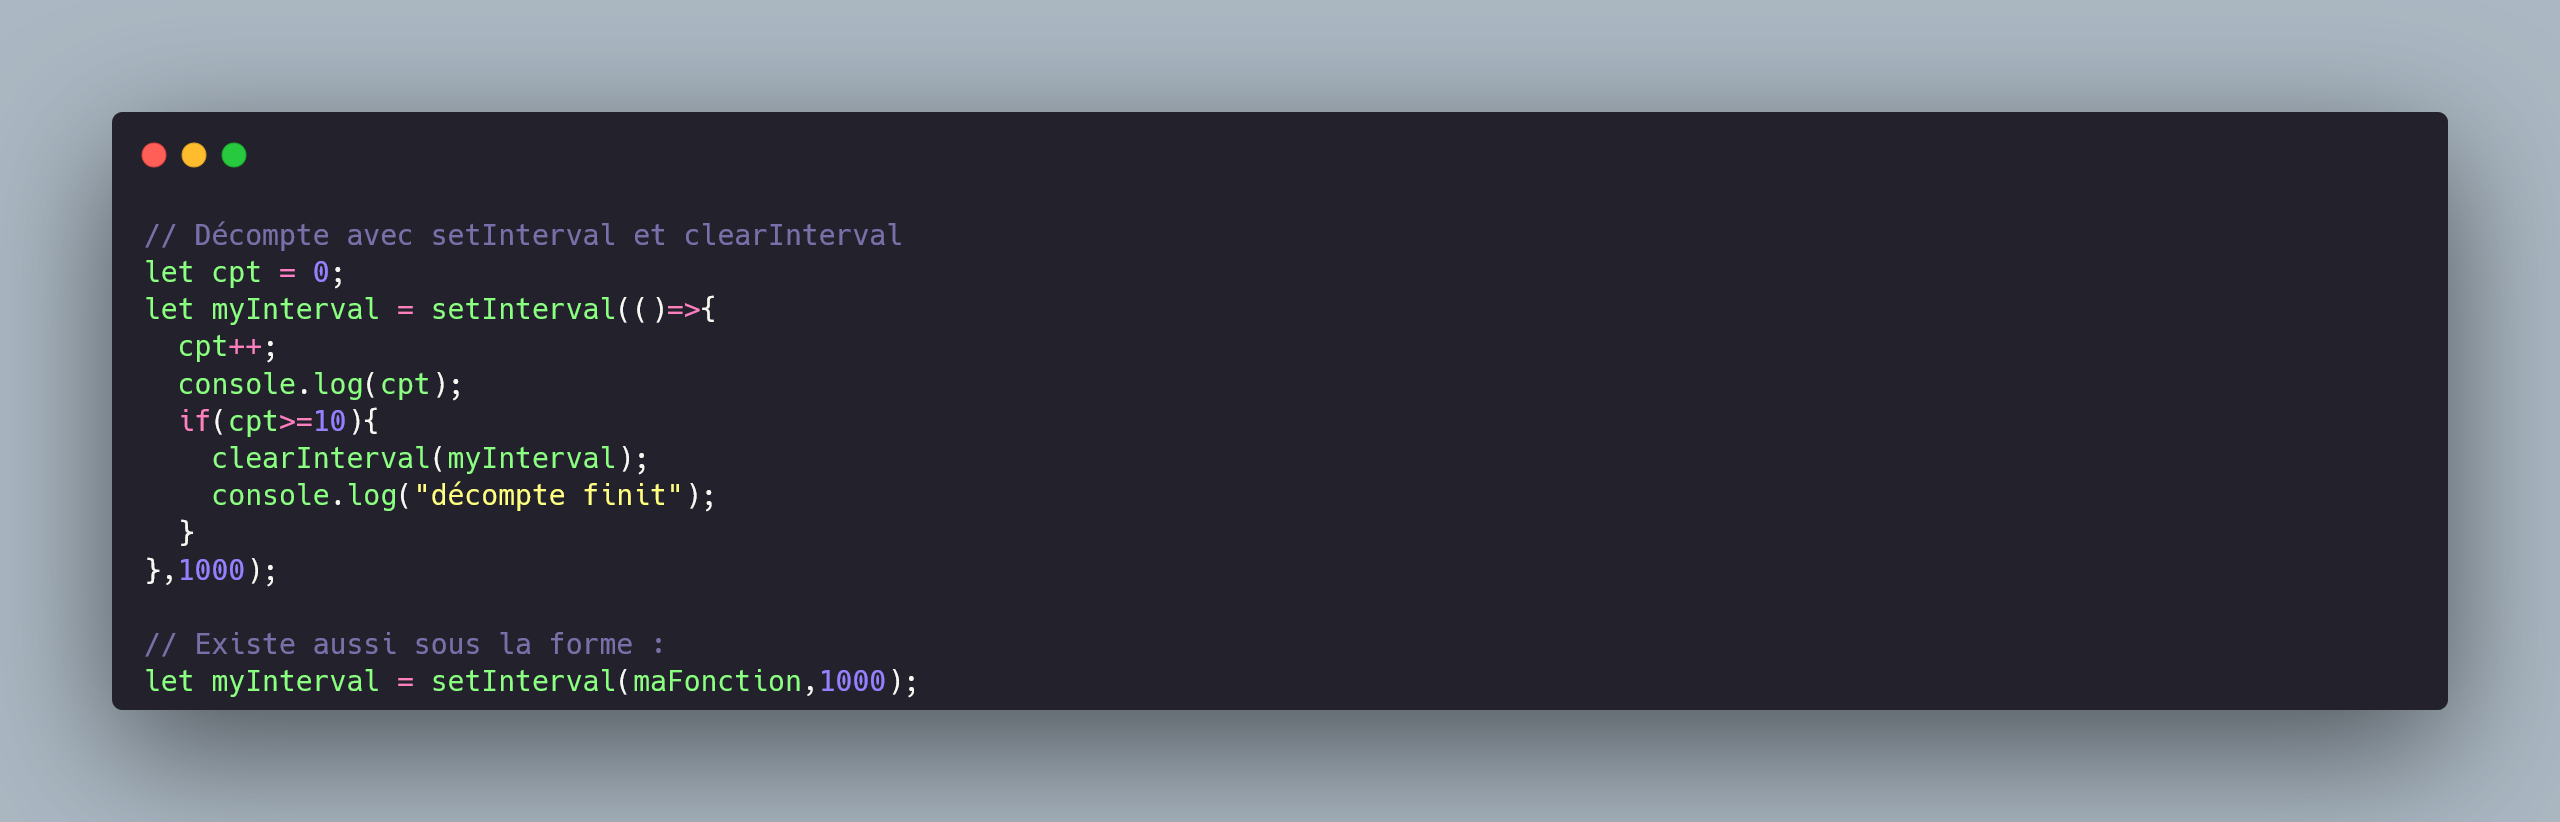 // Décompte avec setInterval et clearInterval
let cpt = 0;
let myInterval = setInterval(()=>{
  cpt++;
  console.log(cpt);
  if(cpt>=10){
    clearInterval(myInterval);
    console.log("décompte finit");
  }
},1000);

// Existe aussi sous la forme :
let myInterval = setInterval(maFonction,1000);